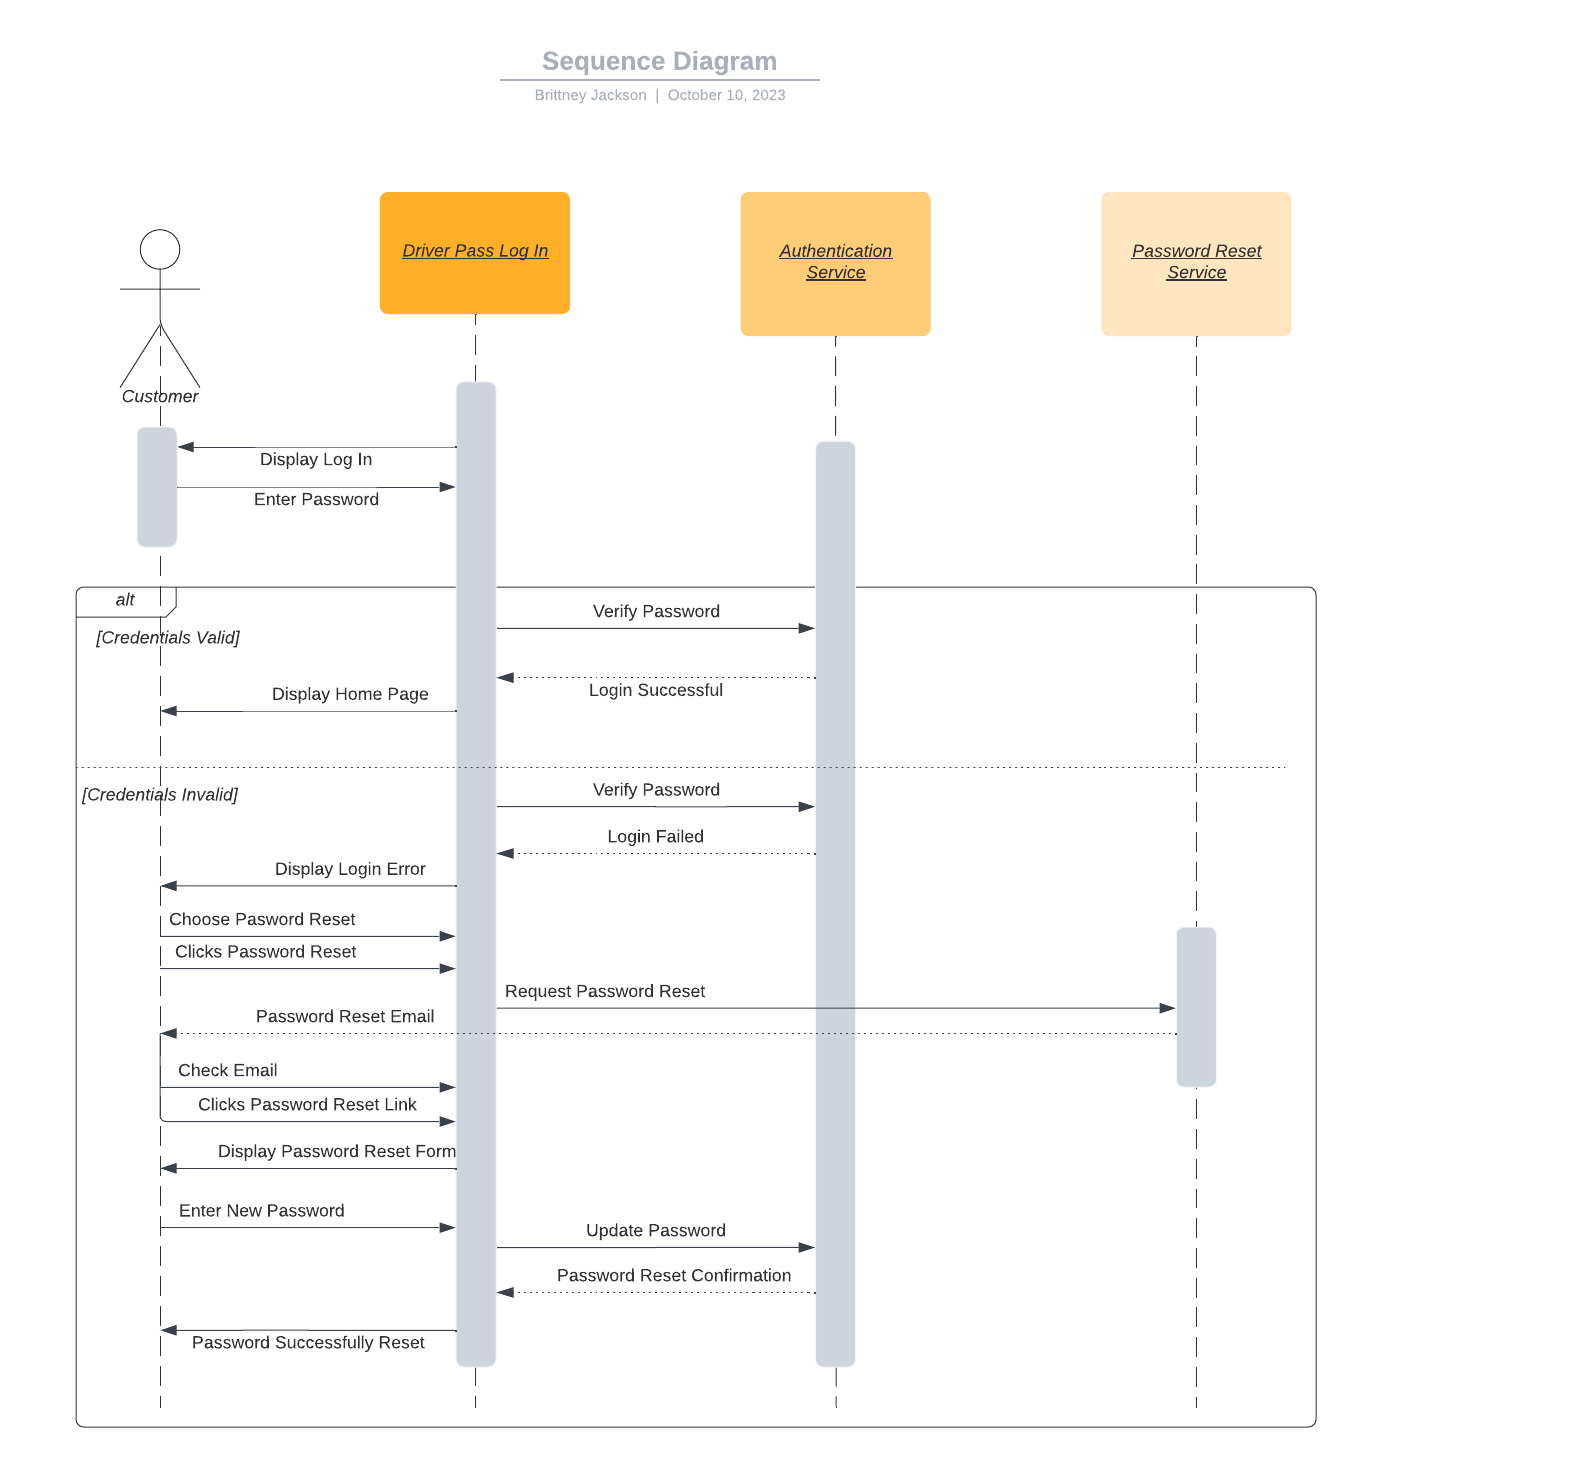 Sequence Diagram
Brittney Jackson | October 10, 2023
Driver Pass Log In
Authentication
Service
Password Reset
Service
Customer
Display Log In
Enter Password
alt
Verify Password
[Credentials Valid]
Login Successful
Display Home Page
[Credentials Invalid]
Verify Password
Login Failed
Display Login Error
Choose Pasword Reset
Clicks Password Reset
Request Password Reset
Password Reset Email
Check Email
Clicks Password Reset Link
Display Password Reset Form
Enter New Password
Update Password
Password Reset Confirmation
Password Successfully Reset